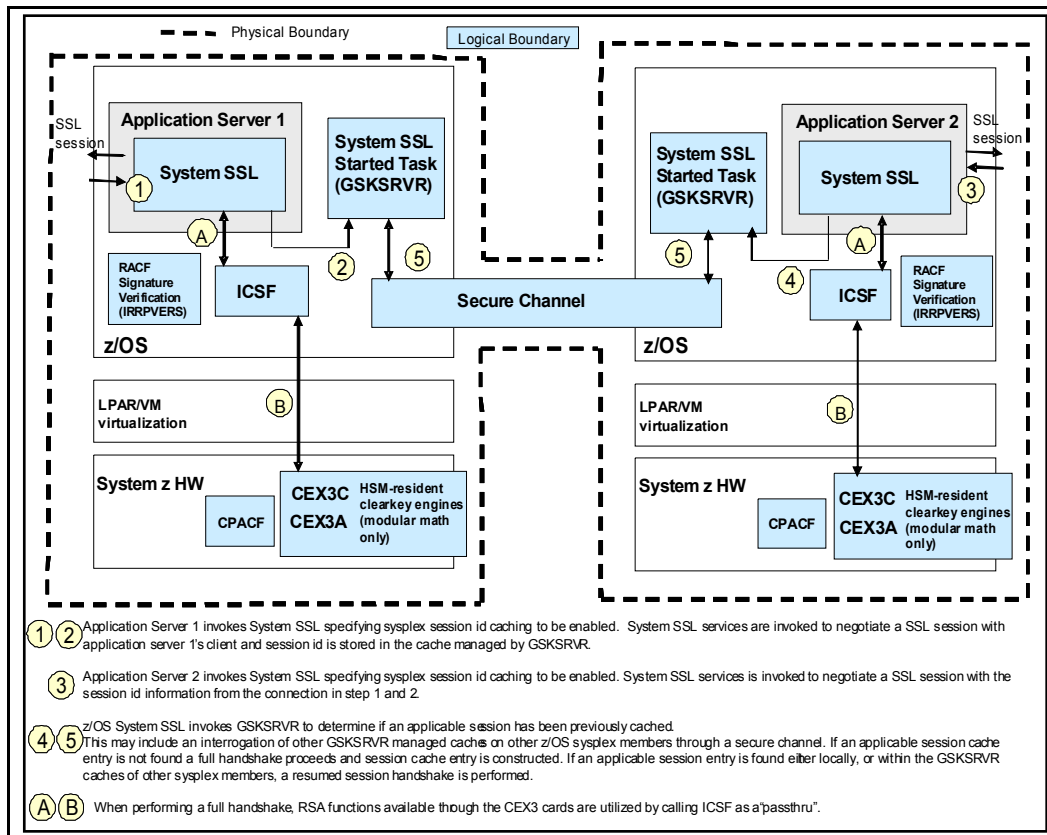 Physical Boundary
Logical Boundary
SSL
session
Application Server 1
System SSL
1
System SSL
Started Task
(GSKSRVR)
A
2
5
RACF
Signature
Verification
(IRRPVERS)
ICSF
z/OS
Secure Channel
B
LPAR/VM
virtualization
System z HW
CPACF
CEX3C
CEX3A
HSM-resident
clearkey engines
(modular math
only)
System SSL
Started Task
(GSKSRVR)
Application Server 2
System SSL
SSL
session
3
A
5
4
ICSF
RACF
Signature
Verification
(IRRPVERS)
z/OS
B
LPAR/VM
virtualization
System z HW
CPACF
CEX3C
CEX3A
HSM-resident
clearkey engines
(modular math
only)
1 2 Application Server 1 invokes System SSL specifying sysplex session id caching to be enabled. System SSL services are invoked to negotiate a SSL session with
application server 1's client and session id is stored in the cache managed by GSKSRVR.
3 Application Server 2 invokes System SSL specifying sysplex session id caching to be enabled. System SSL services is invoked to negotiate a SSL session with the
session id information from the connection in step 1 and 2.
4 5 z/OS System SSL invokes GSKSRVR to determine if an applicable session has been previously cached.
This may include an interrogation of other GSKSRVR managed caches on other z/OS sysplex members through a secure channel. If an applicable session cache
entry is not found a full handshake proceeds and session cache entry is constructed. If an applicable session entry is found either locally, or within the GSKSRVR
caches of other sysplex members, a resumed session handshake is performed.
A B When performing a full handshake, RSA functions available through the CEX3 cards are utilized by calling ICSF as a "passthru".